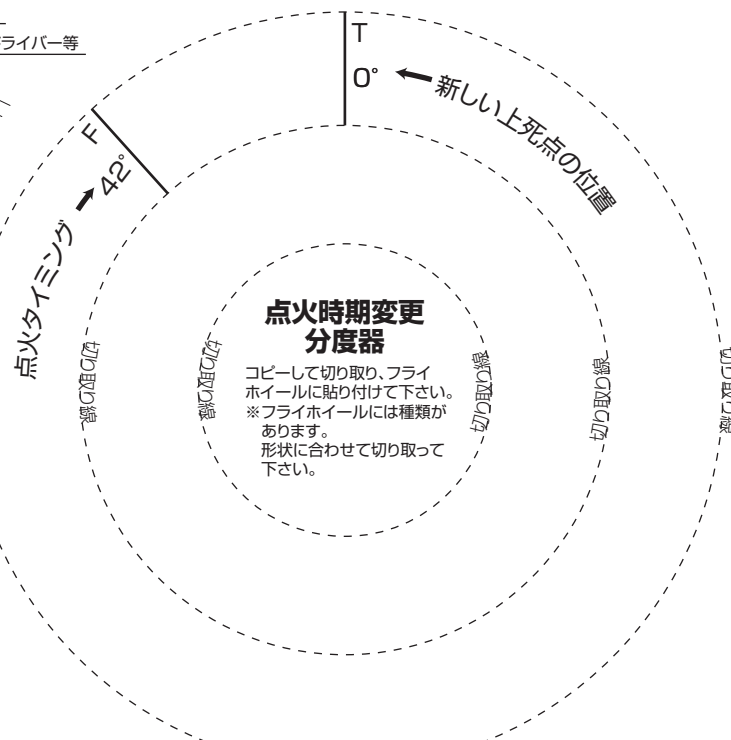 ドライバー等
T
0°
新しい上死点の位置
F
42°
点火タイミング
点火時期変更
分度器
コピーして切り取り、フライ
ホイールに貼り付けて下さい。
※フライホイールには種類が
あります。
形状に合わせて切り取って
下さい。
切り取り線
切り取り線
切り取り線
切り取り線
切り取り線